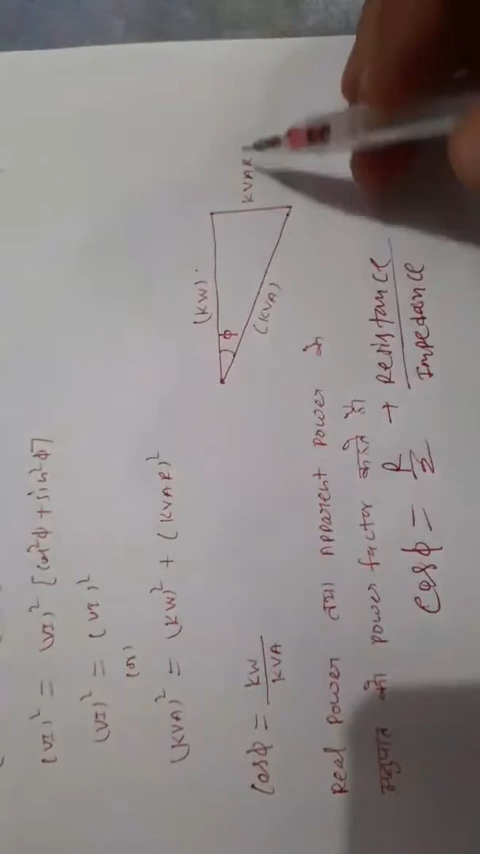 (VI)² = (VI)² [cos²φ + sin²φ]
(VI)² = (VI)²
(or)
(KVA)² = (KW)² + (KVAR)²
(KW)
φ
(KVA)
KVAR
Cosφ = KW/KVA
Real Power तथा Apparent Power के
अनुपात को power factor कहते है
Cosφ = R/Z → Resistance/Impedance